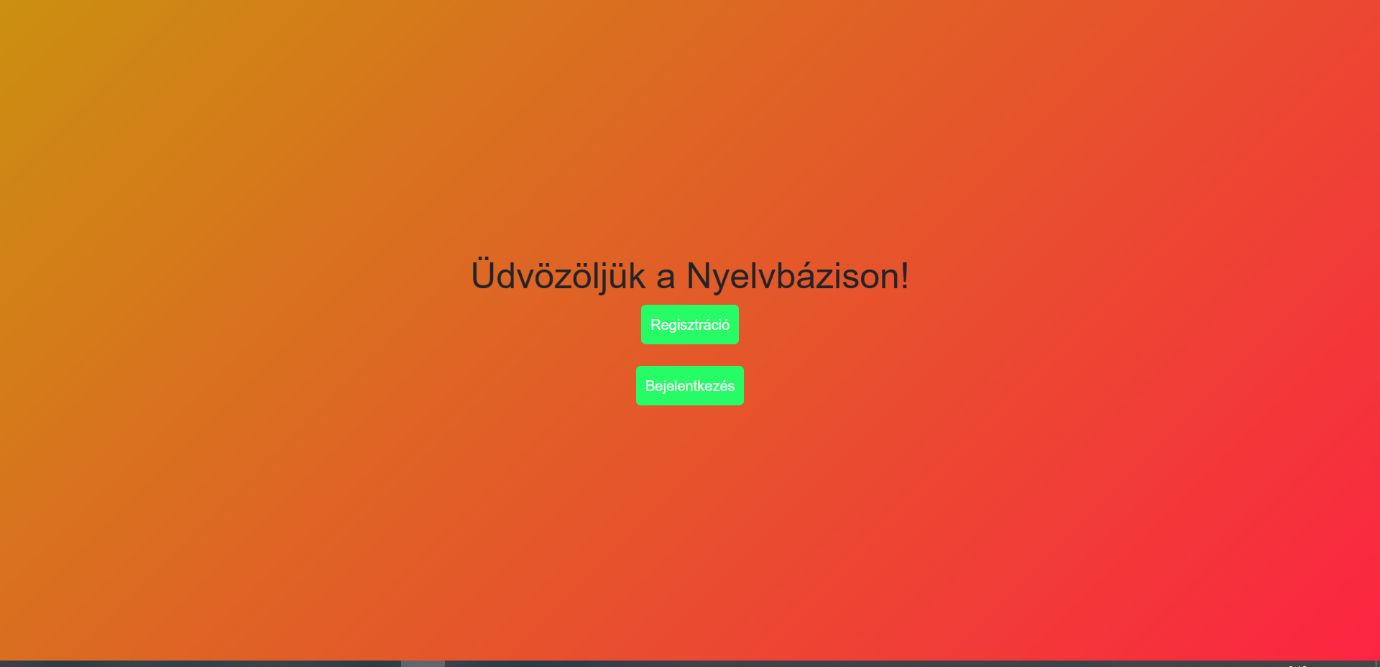 Üdvözöljük a Nyelvbázison!
Regisztráció
Bejelentkezés